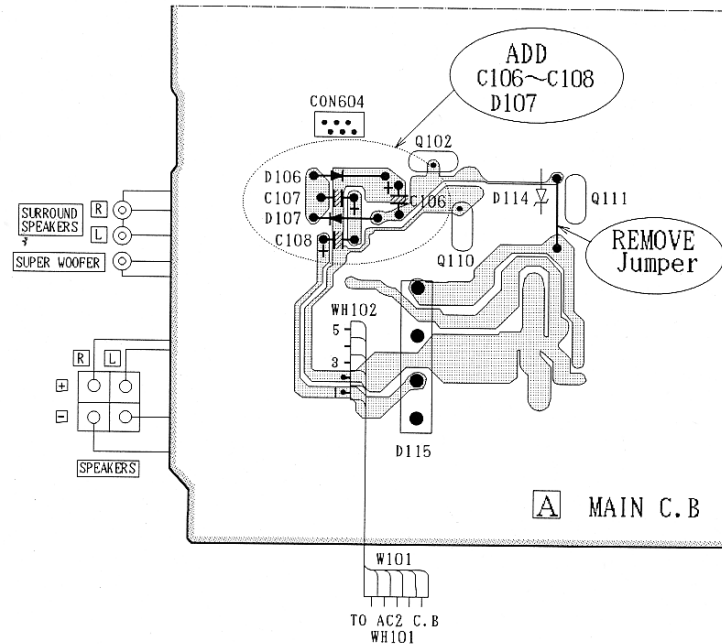 ADD
C106~C108
D107
CON604
Q102
D106
C107
D107
C108
C106
D114
Q111
Q110
REMOVE
Jumper
SURROUND
SPEAKERS
R
L
SUPER WOOFER
WH102
5
3
R L
+
-
SPEAKERS
D115
A MAIN C.B
W101
TO AC2 C.B
WH101